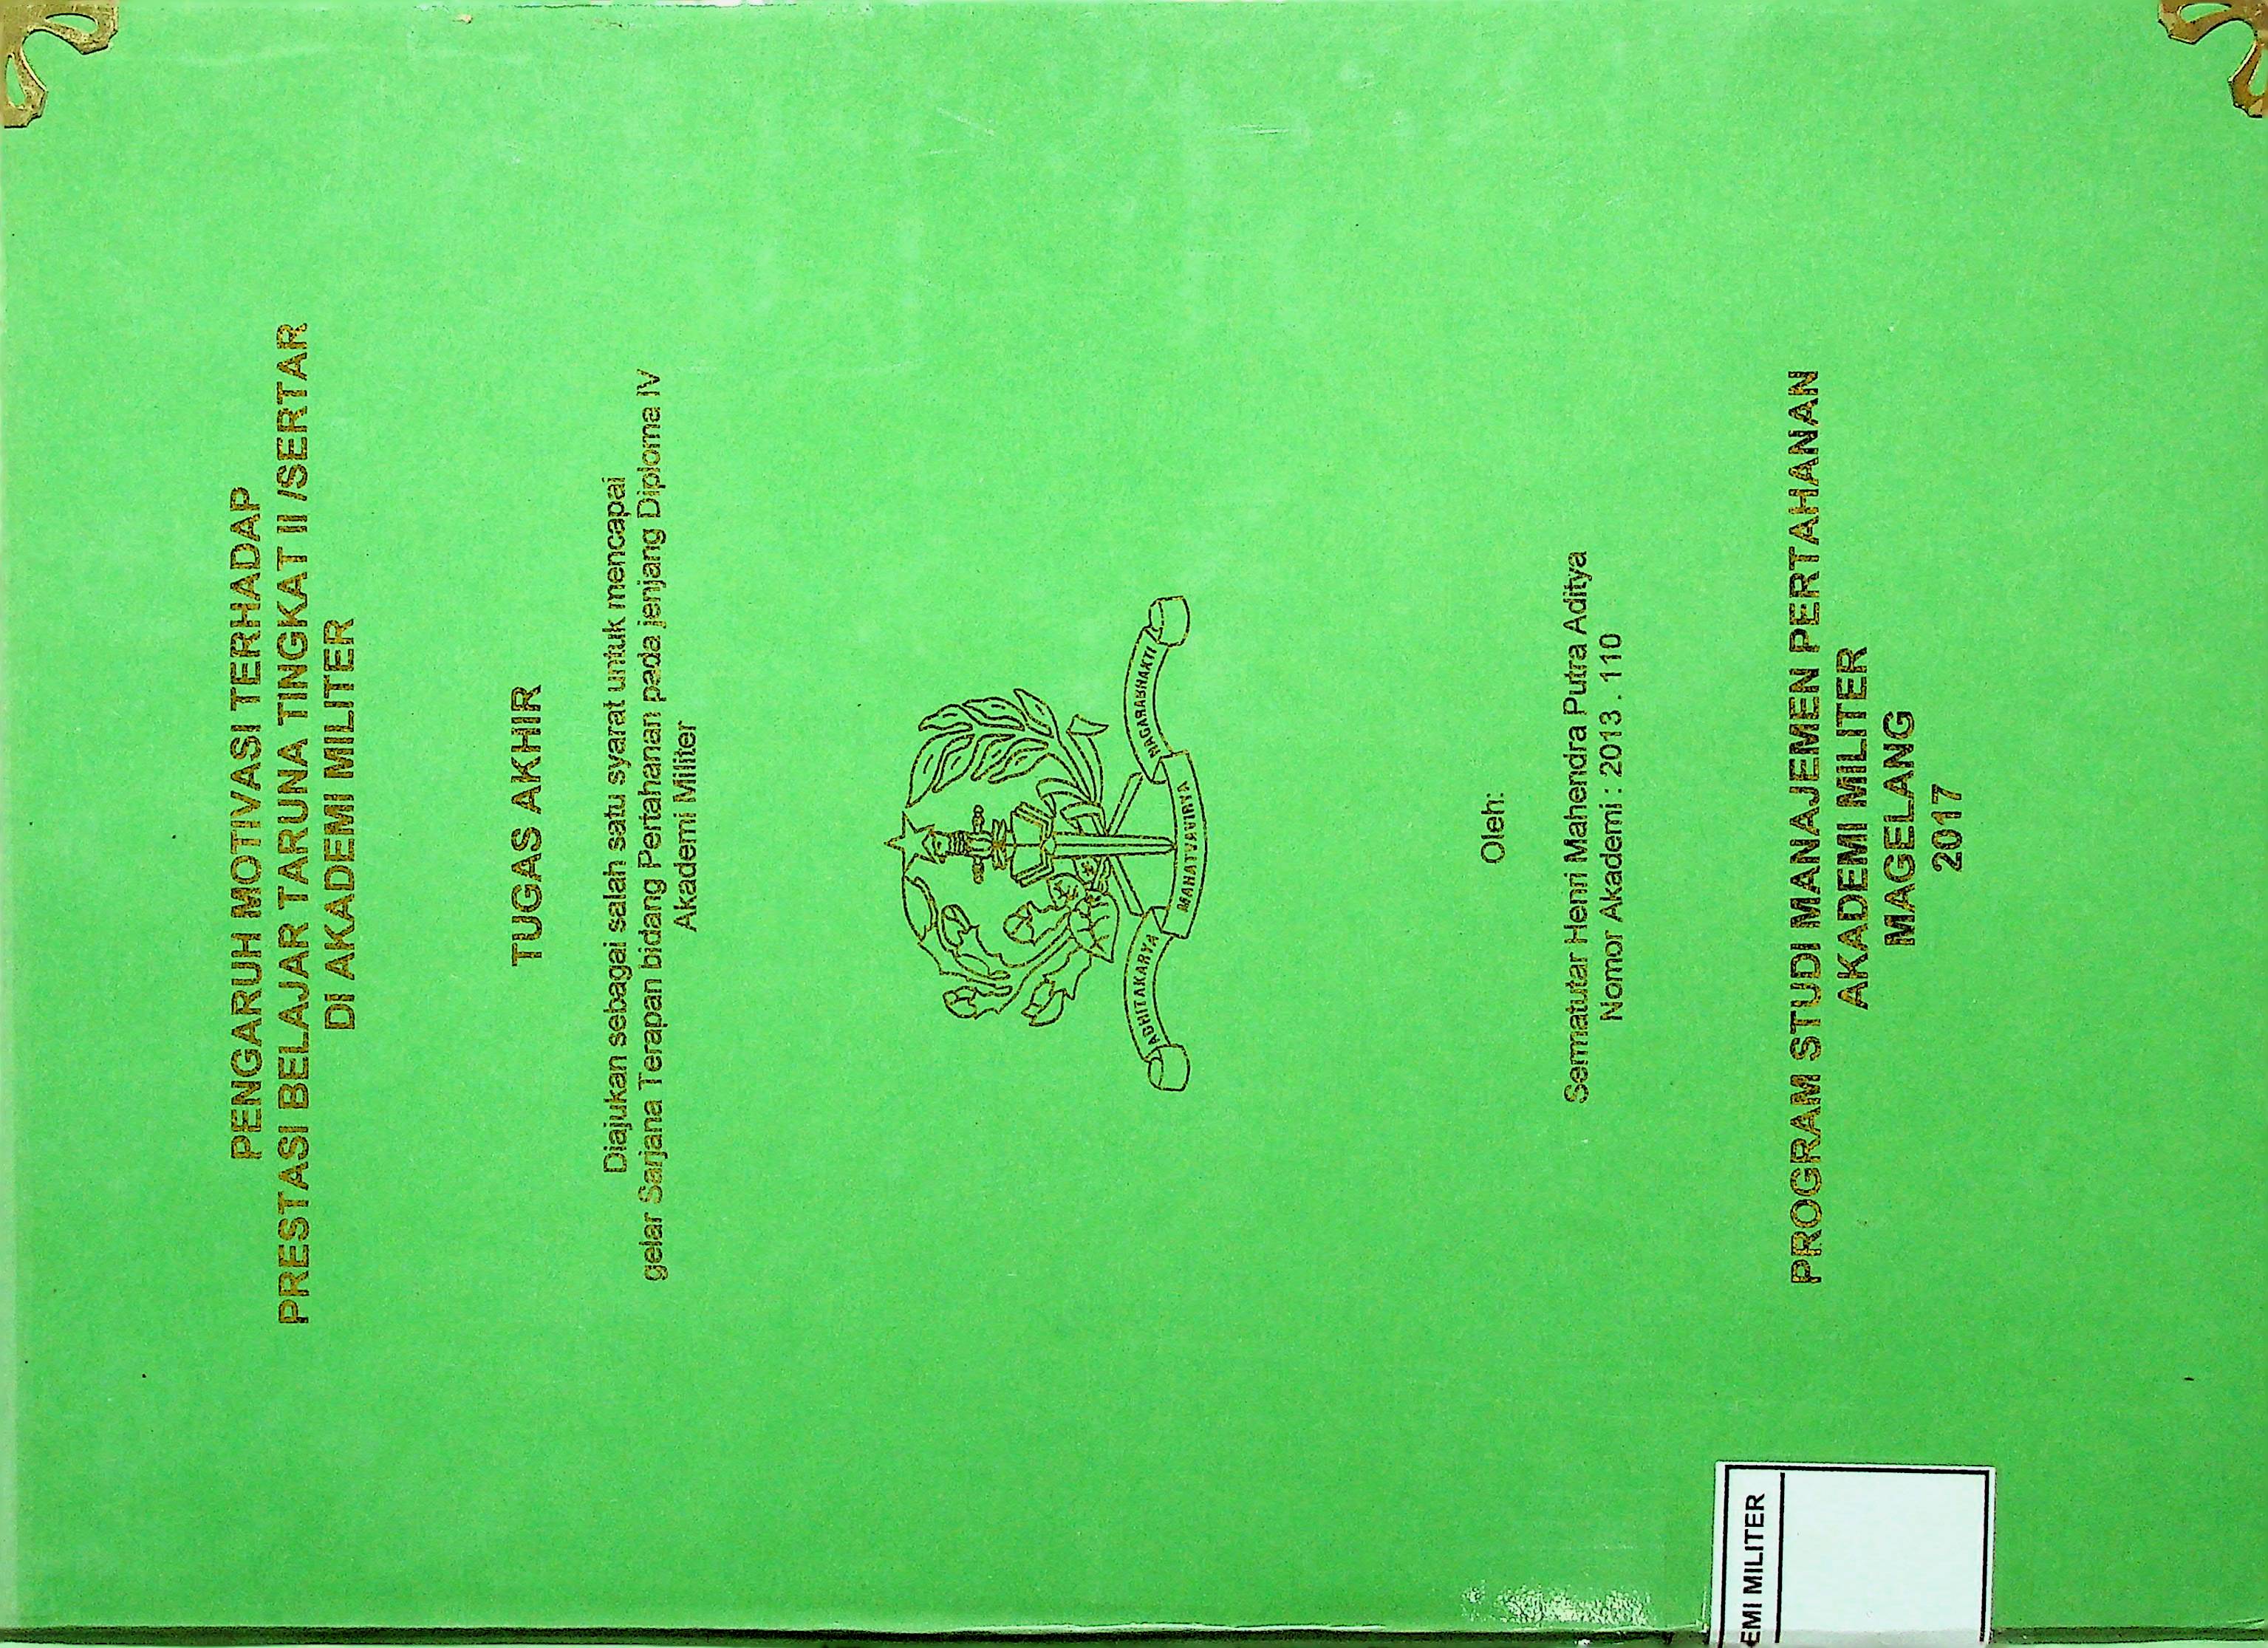 PENGARUH MOTIVASI TERHADAP
PRESTASI BELAJAR TARUNA TINGKAT II /SERTAR
DI AKADEMI MILITER
TUGAS AKHIR
Diajukan sebagai salah satu syarat untuk mencapai
gelar Sarjana Terapan bidang Pertahanan pada jenjang Diploma IV
Akademi Militer
ADHITAKARYA MAHATVAVIRYA NAGARABHAKTI
Oleh:
Sermatutar Henri Mahendra Putra Aditya
Nomor Akademi : 2013 . 110
PROGRAM STUDI MANAJEMEN PERTAHANAN
AKADEMI MILITER
MAGELANG
2017
EMI MILITER